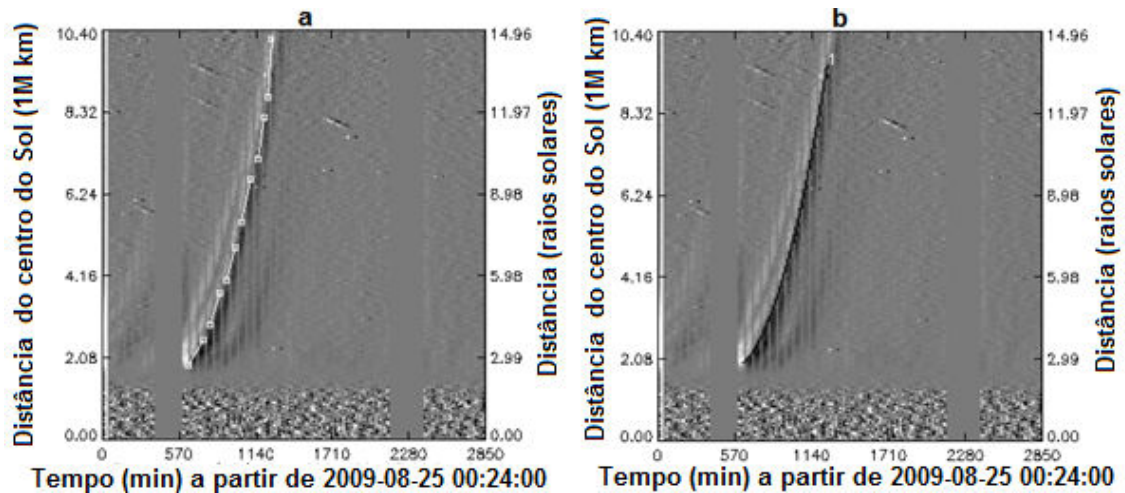 a
Distância do centro do Sol (1M km)
10.40
8.32
6.24
4.16
2.08
0.00
14.96
11.97
8.98
5.98
2.99
0.00
Distância (raios solares)
0 570 1140 1710 2280 2850
Tempo (min) a partir de 2009-08-25 00:24:00
b
Distância do centro do Sol (1M km)
10.40
8.32
6.24
4.16
2.08
0.00
1
14.96
11.97
8.98
5.98
2.99
0.00
Distância (raios solares)
0 570 1140 1710 2280 2850
Tempo (min) a partir de 2009-08-25 00:24:00